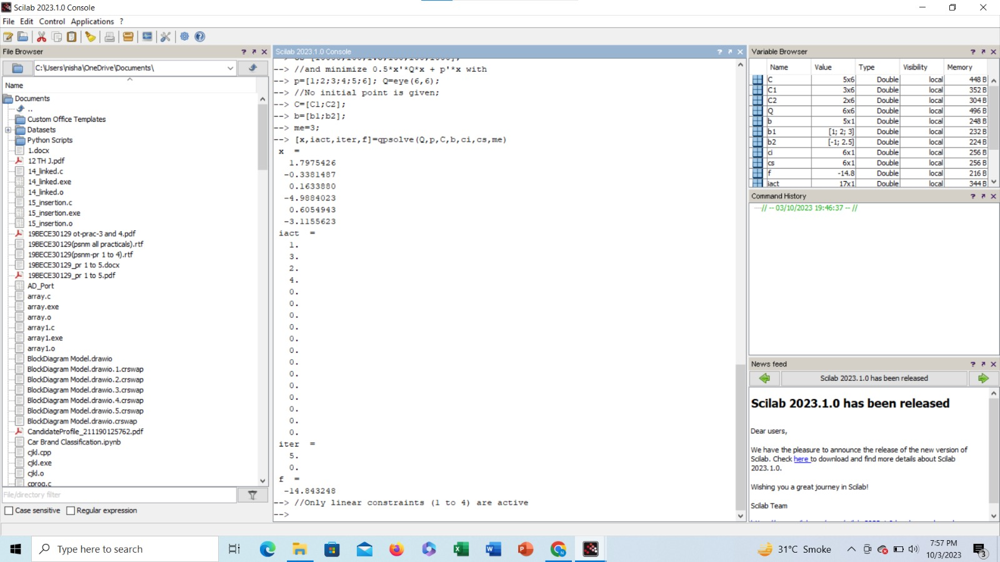 Scilab 2023.1.0 Console
File Edit Control Applications ?
File Browser ? ↗ ×
C:\Users\nisha\OneDrive\Documents\
Name
Documents
..
Custom Office Templates
Datasets
Python Scripts
1.docx
12 TH J.pdf
14_linked.c
14_linked.exe
14_linked.o
15_insertion.c
15_insertion.exe
15_insertion.o
19BECE30129 ot-prac-3 and 4.pdf
19BECE30129(psnm all practicals).rtf
19BECE30129(psnm-pr 1 to 4).rtf
19BECE30129_pr 1 to 5.docx
19BECE30129_pr 1 to 5.pdf
AD_Port
array.c
array.exe
array.o
array1.c
array1.exe
array1.o
BlockDiagram Model.drawio
BlockDiagram Model.drawio.1.crswap
BlockDiagram Model.drawio.2.crswap
BlockDiagram Model.drawio.3.crswap
BlockDiagram Model.drawio.4.crswap
BlockDiagram Model.drawio.5.crswap
BlockDiagram Model.drawio.crswap
CandidateProfile_211190125762.pdf
Car Brand Classification.ipynb
cjkl.cpp
cjkl.exe
cjkl.o
cprog.c
File/directory filter
Case sensitive Regular expression
Scilab 2023.1.0 Console ? ↗ ×
--> //and minimize 0.5*x'*Q*x + p'*x with
--> p=[1;2;3;4;5;6]; Q=eye(6,6);
--> //No initial point is given;
--> C=[C1;C2];
--> b=[b1;b2];
--> me=3;
--> [x,iact,iter,f]=qpsolve(Q,p,C,b,ci,cs,me)
x =
1.7975426
-0.3381487
0.1633880
-4.9884023
0.6054943
-3.1155623
iact =
1.
3.
2.
4.
0.
0.
0.
0.
0.
0.
0.
0.
0.
0.
0.
0.
0.
iter =
5.
0.
f =
-14.843248
--> //Only linear constraints (1 to 4) are active
-->
Variable Browser ? ↗ ×
Name Value Type Visibility Memory
C 5x6 Double local 448 B
C1 3x6 Double local 352 B
C2 2x6 Double local 304 B
Q 6x6 Double local 496 B
b 5x1 Double local 248 B
b1 [1; 2; 3] Double local 232 B
b2 [-1; 2.5] Double local 224 B
ci 6x1 Double local 256 B
cs 6x1 Double local 256 B
f -14.8 Double local 216 B
iact 17x1 Double local 344 B
Command History ? ↗ ×
// -- 03/10/2023 19:46:37 -- //
News feed ? ↗ ×
Scilab 2023.1.0 has been released
Scilab 2023.1.0 has been released
Dear users,
We have the pleasure to announce the release of the new version of
Scilab. Check here to download and find more details about Scilab
2023.1.0.
Wishing you a great journey in Scilab!
Scilab Team
Type here to search
31°C Smoke
7:57 PM
10/3/2023
3